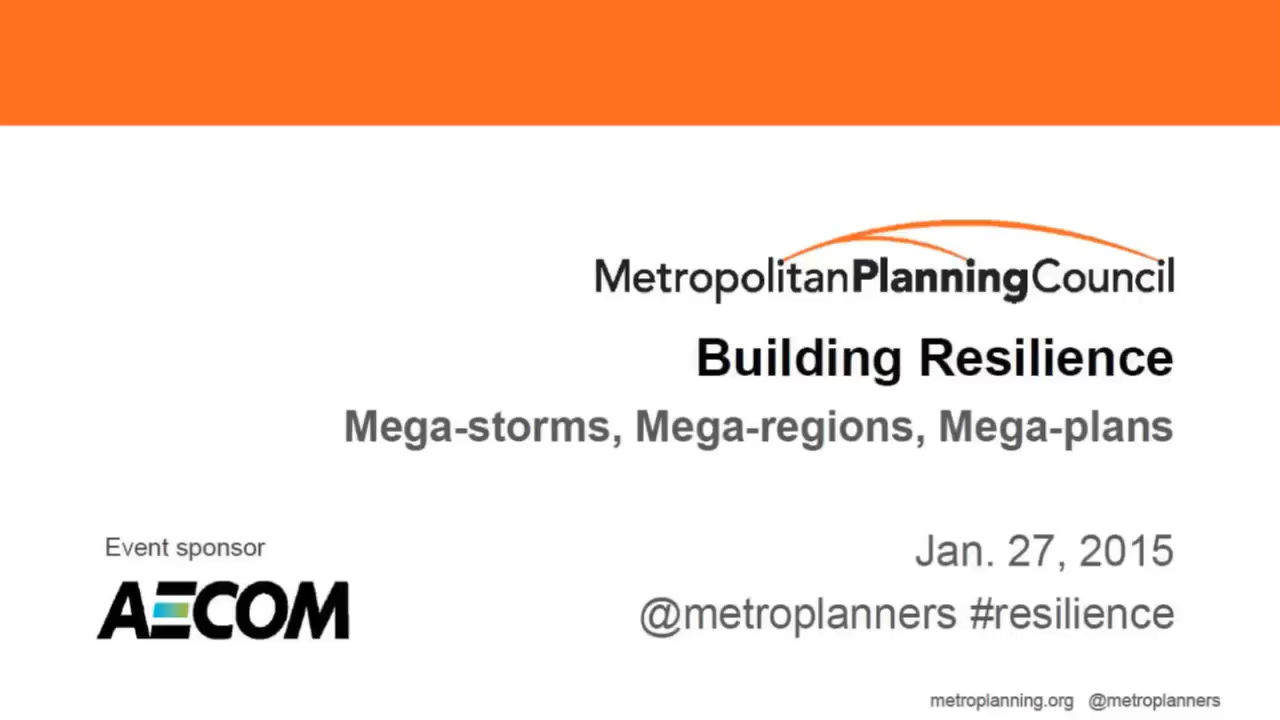 MetropolitanPlanningCouncil
Building Resilience
Mega-storms, Mega-regions, Mega-plans
Event sponsor
AECOM
Jan. 27, 2015
@metroplanners #resilience
metroplanning.org @metroplanners